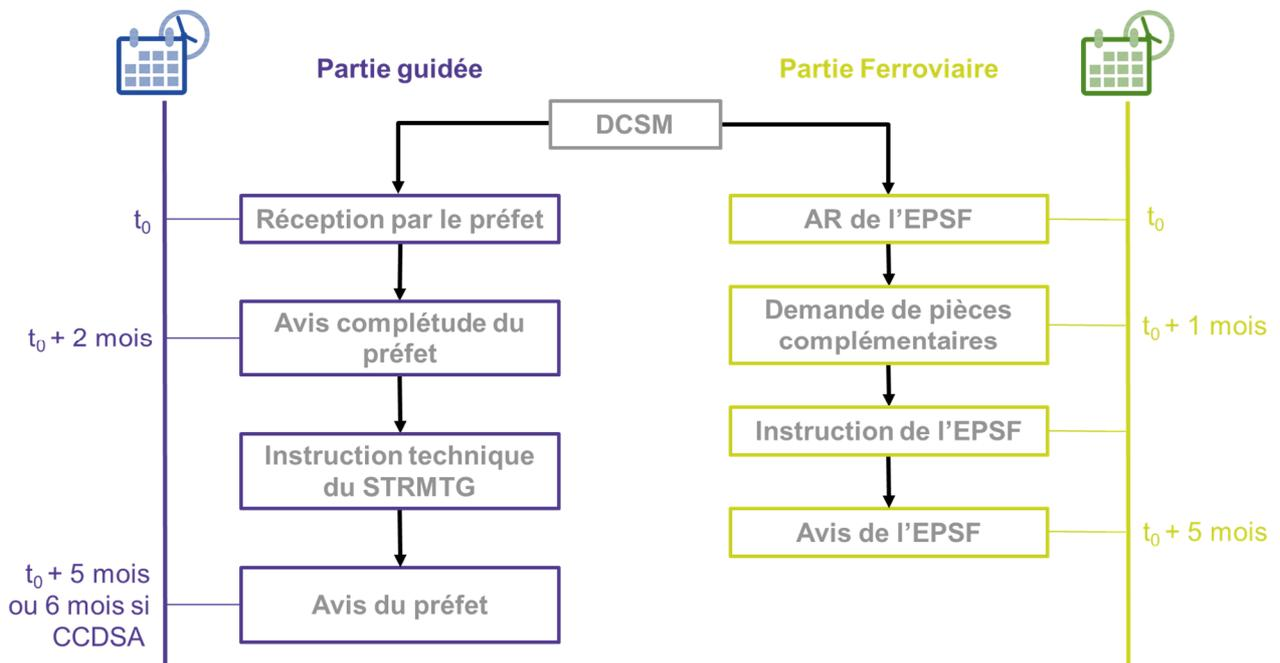 Partie guidée
Partie Ferroviaire
DCSM
t₀
Réception par le préfet
AR de l’EPSF
t₀
t₀ + 2 mois
Avis complétude du
préfet
Demande de pièces
complémentaires
t₀ + 1 mois
Instruction technique
du STRMTG
Instruction de l’EPSF
Avis de l’EPSF
t₀ + 5 mois
t₀ + 5 mois
ou 6 mois si
CCDSA
Avis du préfet